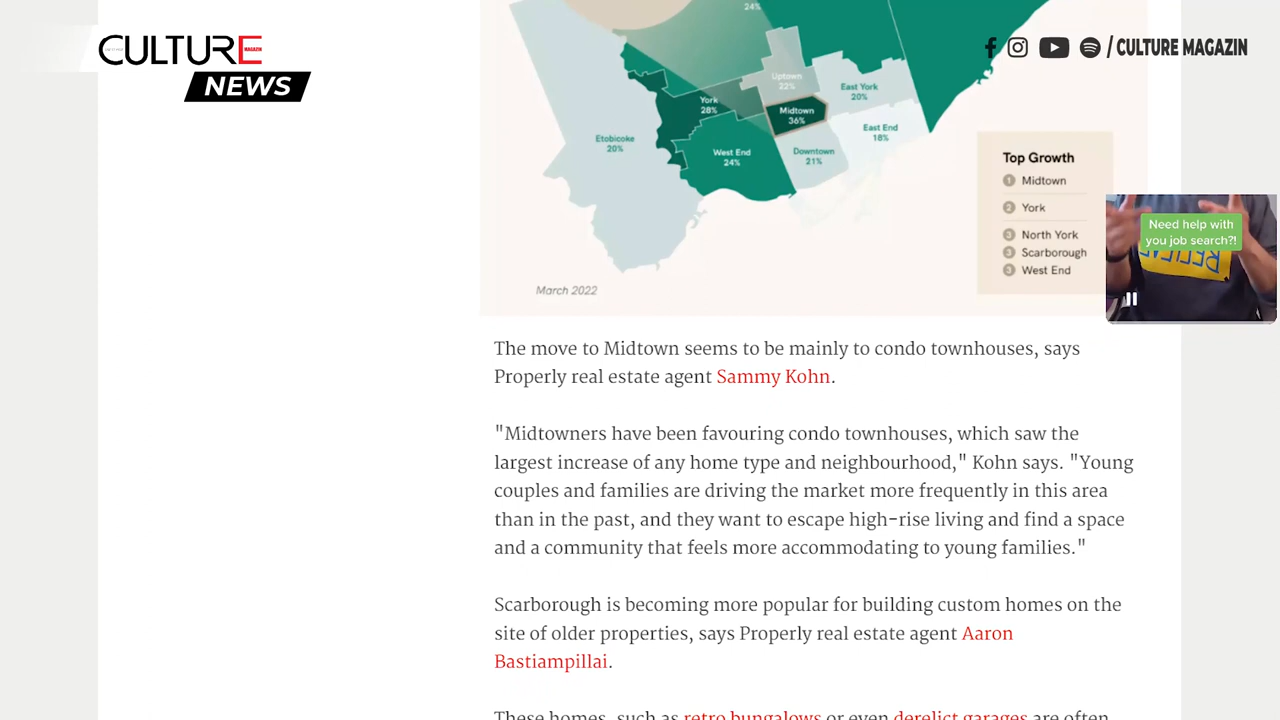 CULTURE
MAGAZIN
NEWS
/ CULTURE MAGAZIN
24%
Uptown
22%
East York
20%
York
28%
Midtown
36%
East End
18%
Etobicoke
20%
West End
24%
Downtown
21%
Top Growth
1 Midtown
2 York
3 North York
3 Scarborough
3 West End
March 2022
Need help with
you job search?!
The move to Midtown seems to be mainly to condo townhouses, says
Properly real estate agent Sammy Kohn.
"Midtowners have been favouring condo townhouses, which saw the
largest increase of any home type and neighbourhood," Kohn says. "Young
couples and families are driving the market more frequently in this area
than in the past, and they want to escape high-rise living and find a space
and a community that feels more accommodating to young families."
Scarborough is becoming more popular for building custom homes on the
site of older properties, says Properly real estate agent Aaron
Bastiampillai.
These homes, such as retro bungalows or even derelict garages are often